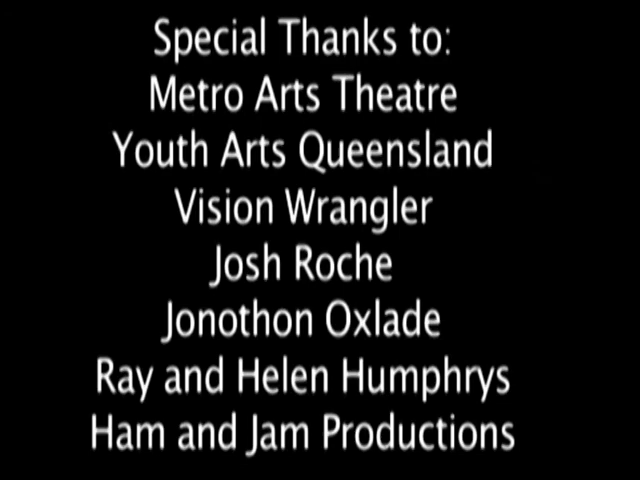 Special Thanks to:
Metro Arts Theatre
Youth Arts Queensland
Vision Wrangler
Josh Roche
Jonothon Oxlade
Ray and Helen Humphrys
Ham and Jam Productions